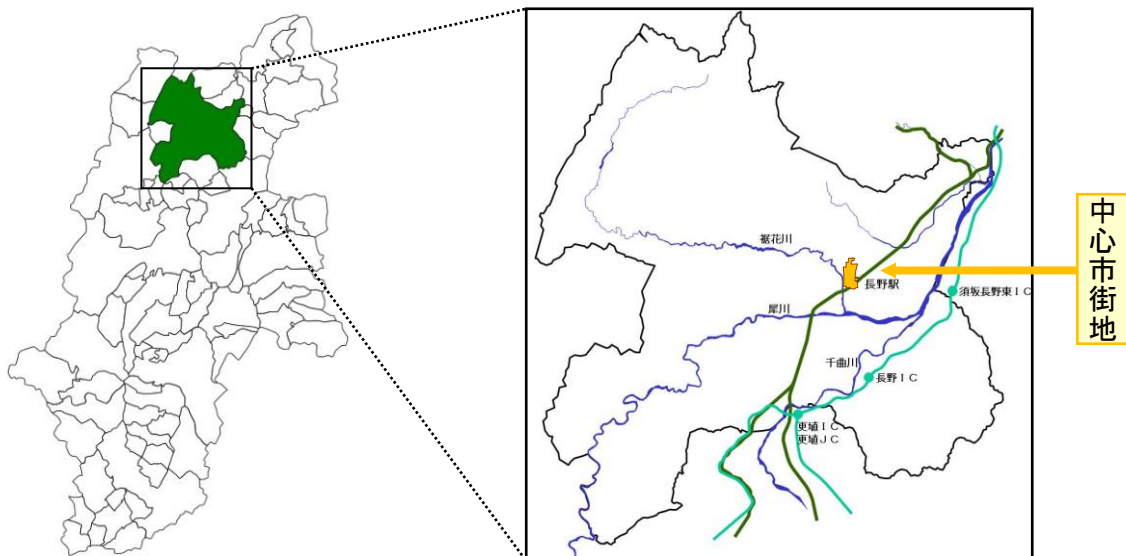 裾花川
長野駅
中心市街地
須坂長野東ＩＣ
犀川
千曲川
長野ＩＣ
更埴ＩＣ
更埴ＪＣ